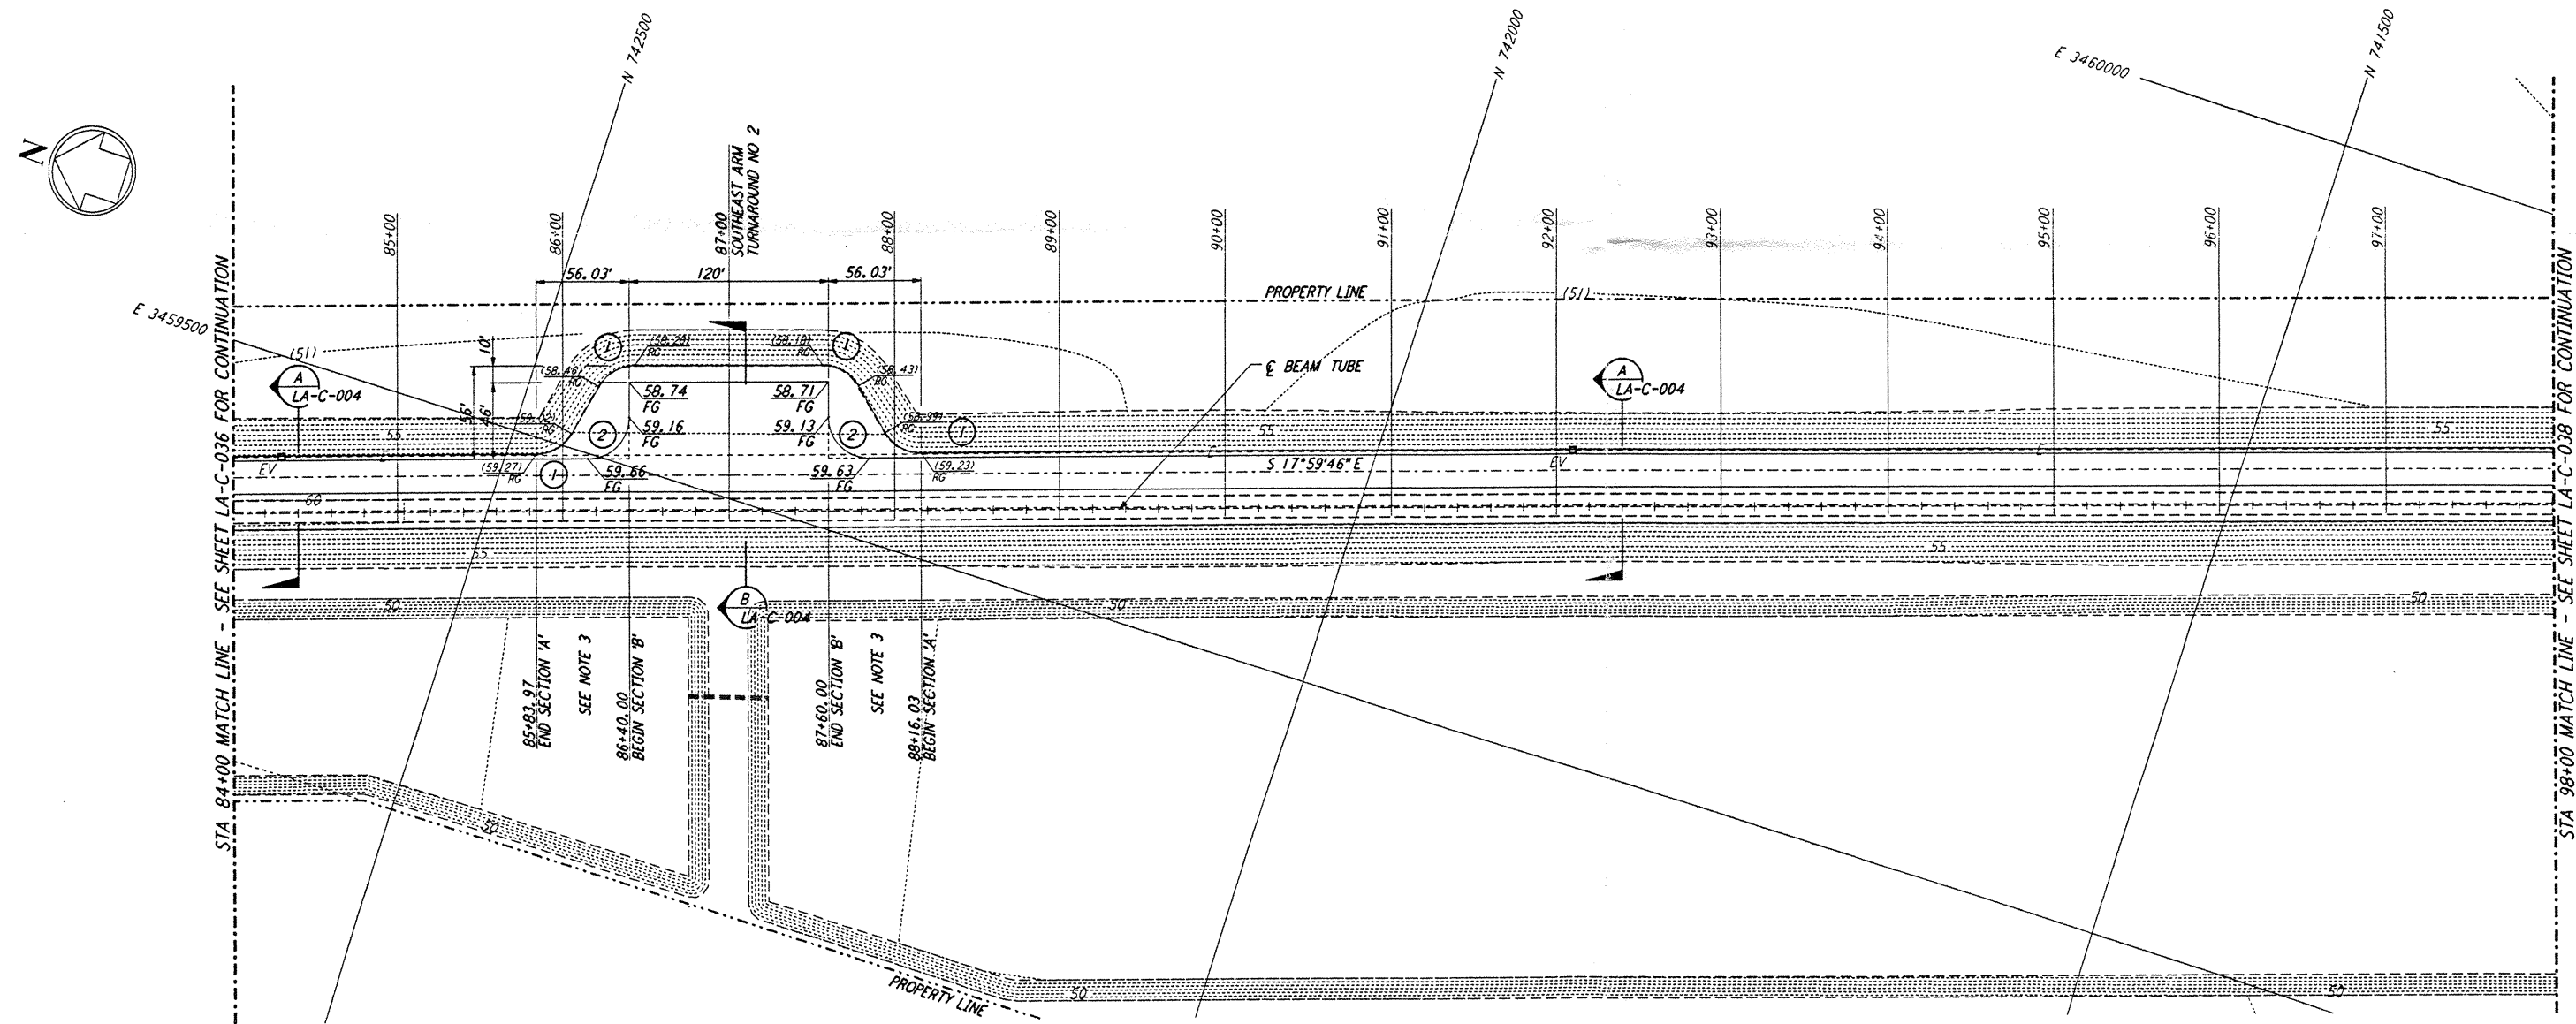 N
N 742500
N 742000
N 741500
E 3460000
E 3459500
STA 84+00 MATCH LINE - SEE SHEET LA-C-036 FOR CONTINUATION
STA 98+00 MATCH LINE - SEE SHEET LA-C-038 FOR CONTINUATION
85+00
86+00
87+00
SOUTHEAST ARM
TURNAROUND NO 2
88+00
89+00
90+00
91+00
92+00
93+00
94+00
95+00
96+00
97+00
56.03'
120'
56.03'
PROPERTY LINE
(51)
(51)
10'
56'
46'
1
1
(58.20)
RG
(58.18)
RG
(58.46)
RG
(58.43)
RG
A
LA-C-004
A
LA-C-004
℄ BEAM TUBE
58.74
FG
58.71
FG
59.16
FG
59.13
FG
2
2
1
(58.99)
RG
55
55
55
EV
E
E
E
EV
(59.27)
RG
1
59.66
FG
59.63
FG
(59.23)
RG
S 17°59'46" E
60
55
55
50
50
50
B
LA-C-004
85+83.97
END SECTION 'A'
SEE NOTE 3
86+40.00
BEGIN SECTION 'B'
87+60.00
END SECTION 'B'
SEE NOTE 3
88+16.03
BEGIN SECTION 'A'
50
PROPERTY LINE
50
50